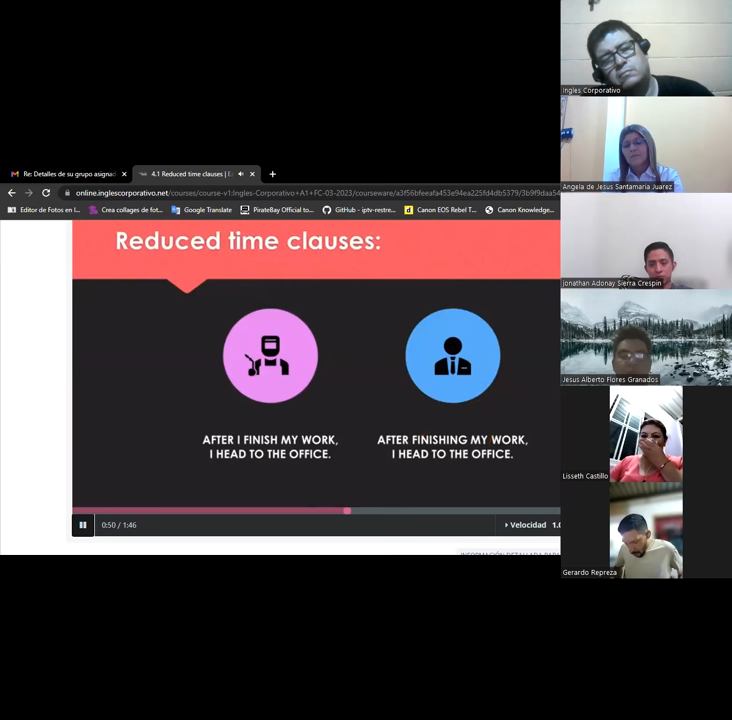 Re: Detalles de su grupo asignad
4.1 Reduced time clauses | E
online.inglescorporativo.net/courses/course-v1:Ingles-Corporativo+A1+FC-03-2023/courseware/a3f56bfeefa453e94ea225fd4db5379/3b9f9daa54
Editor de Fotos en l...
Crea collages de fot...
Google Translate
PirateBay Official to...
GitHub - iptv-restre...
Canon EOS Rebel T...
Canon Knowledge...
Reduced time clauses:
AFTER I FINISH MY WORK,
I HEAD TO THE OFFICE.
AFTER FINISHING MY WORK,
I HEAD TO THE OFFICE.
0:50 / 1:46
Velocidad 1.0
Ingles Corporativo
Angela de Jesus Santamaria Juarez
Jonathan Adonay Sierra Crespin
Jesus Alberto Flores Granados
Lisseth Castillo
Gerardo Repreza